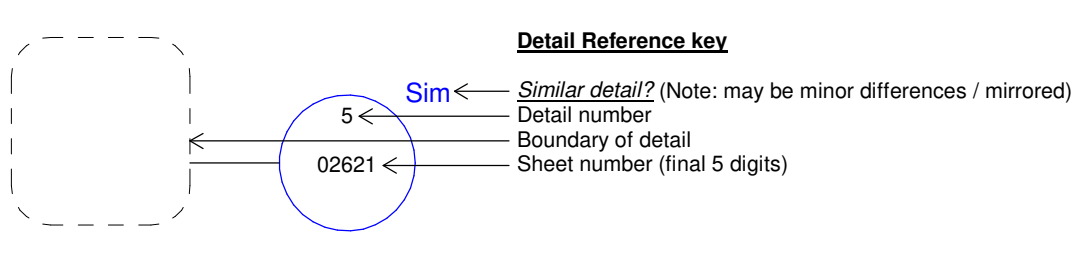 Detail Reference key
Sim
Similar detail? (Note: may be minor differences / mirrored)
5
Detail number
Boundary of detail
02621
Sheet number (final 5 digits)